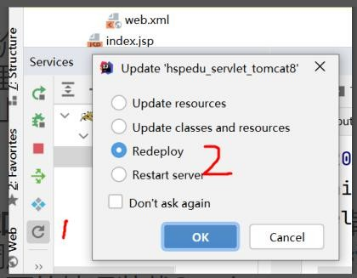 web.xml
index.jsp
Z: Structure
Services
Update 'hspedu_servlet_tomcat8'
Update resources
Update classes and resources
Redeploy
2
Restart server
Don't ask again
OK
Cancel
2: Favorites
Web
1